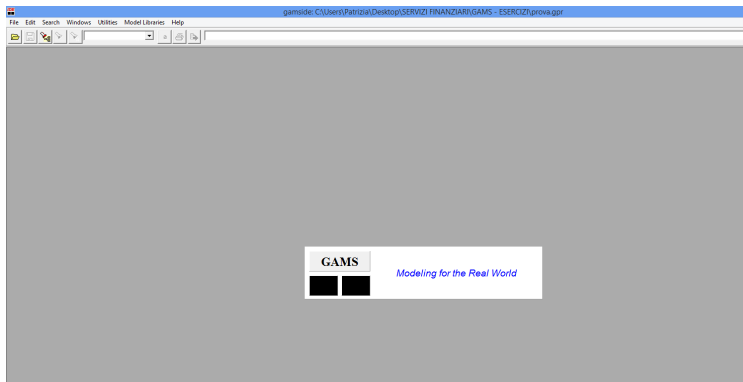 gamside: C:\Users\Patrizia\Desktop\SERVIZI FINANZIARI\GAMS - ESERCIZI\prova.gpr
File Edit Search Windows Utilities Model Libraries Help
GAMS
Modeling for the Real World